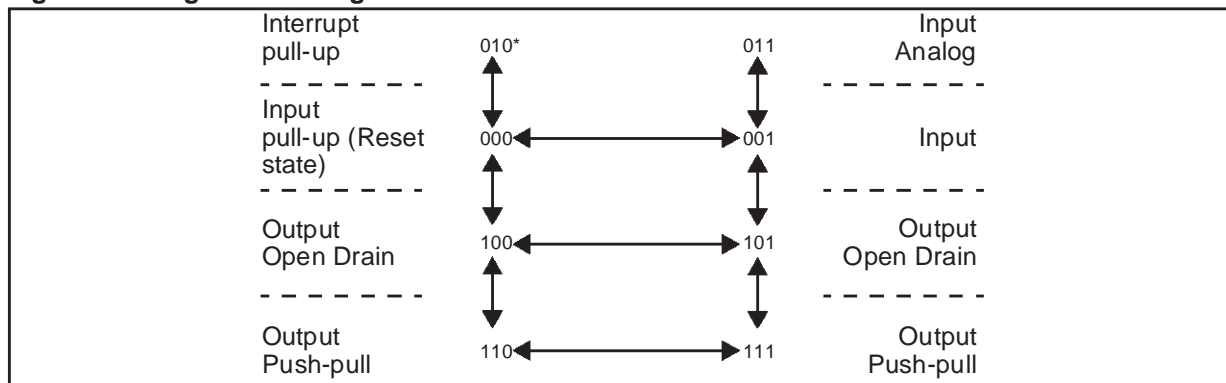 Interrupt
pull-up
010*
011
Input
Analog
Input
pull-up (Reset
state)
000
001
Input
Output
Open Drain
100
101
Output
Open Drain
Output
Push-pull
110
111
Output
Push-pull